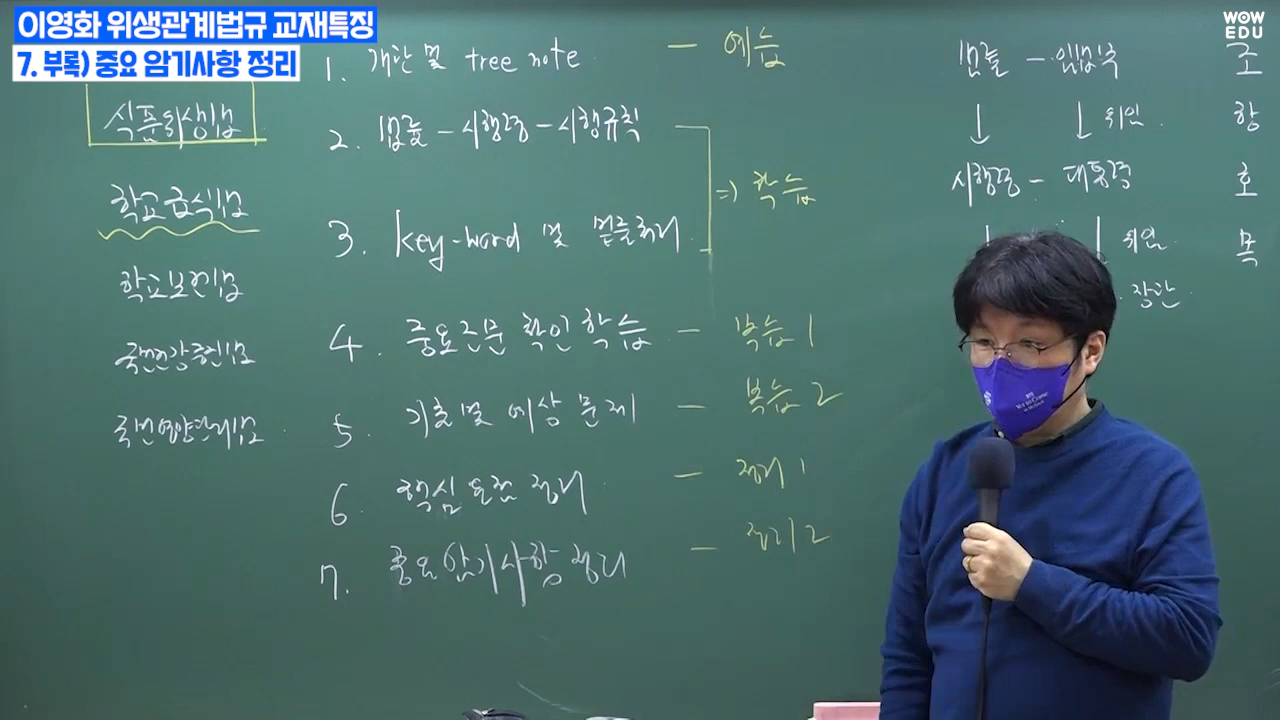 이영화 위생관계법규 교재특징
7. 부록) 중요 암기사항 정리
WOW
EDU
식품위생법
학교급식법
학교보건법
국민건강증진법
국민영양관리법
1. 개관 및 tree note - 예습
2. 법률 - 시행령 - 시행규칙
3. key-word 및 법률정리
⇒ 학습
4. 중요조문 확인 학습 - 복습 1
5. 기출 및 예상 문제 - 복습 2
6. 핵심 요점 정리 - 정리 1
7. 중요 암기사항 정리 - 정리 2
법률 - 입법부 조
↓ ↓ 위임 항
시행령 - 대통령 호
↓ ↓ 위임 목
장관